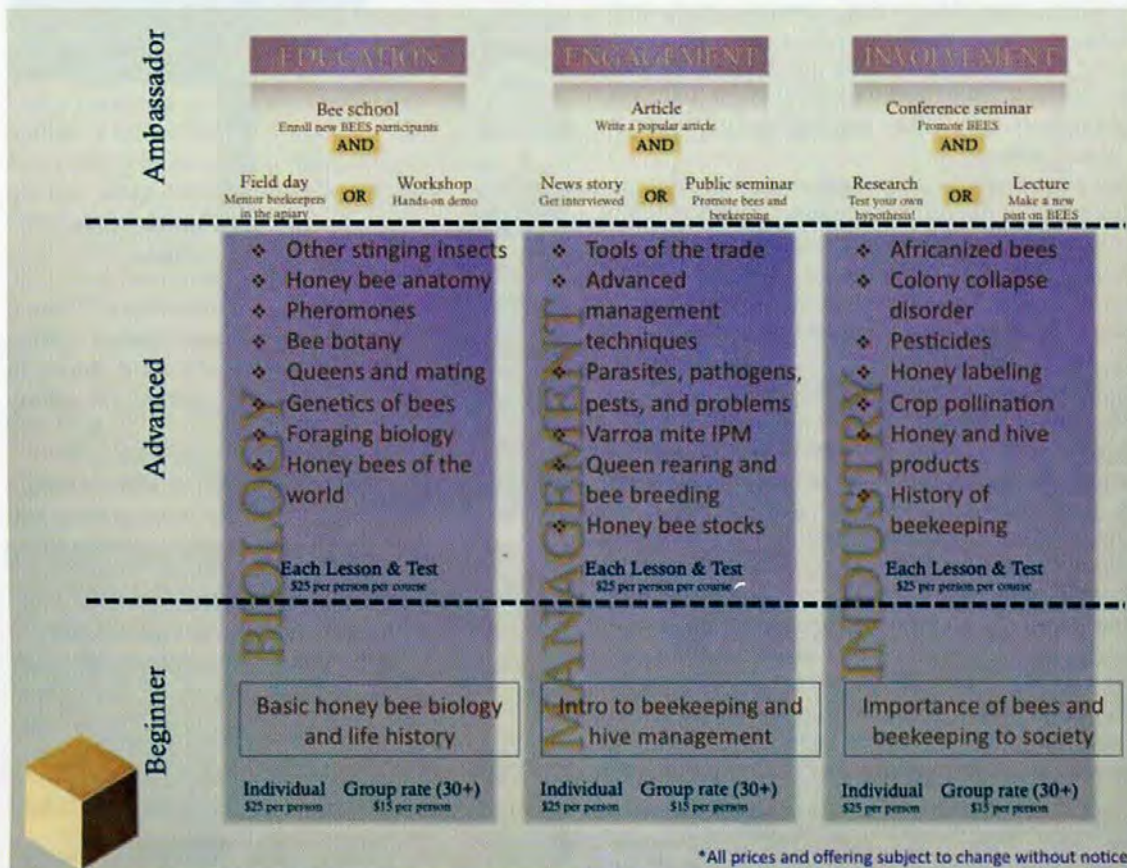 Ambassador
EDUCATION
Bee school
Enroll new BEES participants
AND
Field day
Mentor beekeepers
in the apiary
OR
Workshop
Hands-on demo
ENGAGEMENT
Article
Write a popular article
AND
News story
Get interviewed
OR
Public seminar
Promote bees and
beekeeping
INVOLVEMENT
Conference seminar
Promote BEES
AND
Research
Test your own
hypothesis!
OR
Lecture
Make a new
post on BEES
Advanced
BIOLOGY
❖ Other stinging insects
❖ Honey bee anatomy
❖ Pheromones
❖ Bee botany
❖ Queens and mating
❖ Genetics of bees
❖ Foraging biology
❖ Honey bees of the
world
Each Lesson & Test
$25 per person per course
MANAGEMENT
❖ Tools of the trade
❖ Advanced
management
techniques
❖ Parasites, pathogens,
pests, and problems
❖ Varroa mite IPM
❖ Queen rearing and
bee breeding
❖ Honey bee stocks
Each Lesson & Test
$25 per person per course
INDUSTRY
❖ Africanized bees
❖ Colony collapse
disorder
❖ Pesticides
❖ Honey labeling
❖ Crop pollination
❖ Honey and hive
products
❖ History of
beekeeping
Each Lesson & Test
$25 per person per course
Beginner
Basic honey bee biology
and life history
Individual
$25 per person
Group rate (30+)
$15 per person
Intro to beekeeping and
hive management
Individual
$25 per person
Group rate (30+)
$15 per person
Importance of bees and
beekeeping to society
Individual
$25 per person
Group rate (30+)
$15 per person
*All prices and offering subject to change without notice